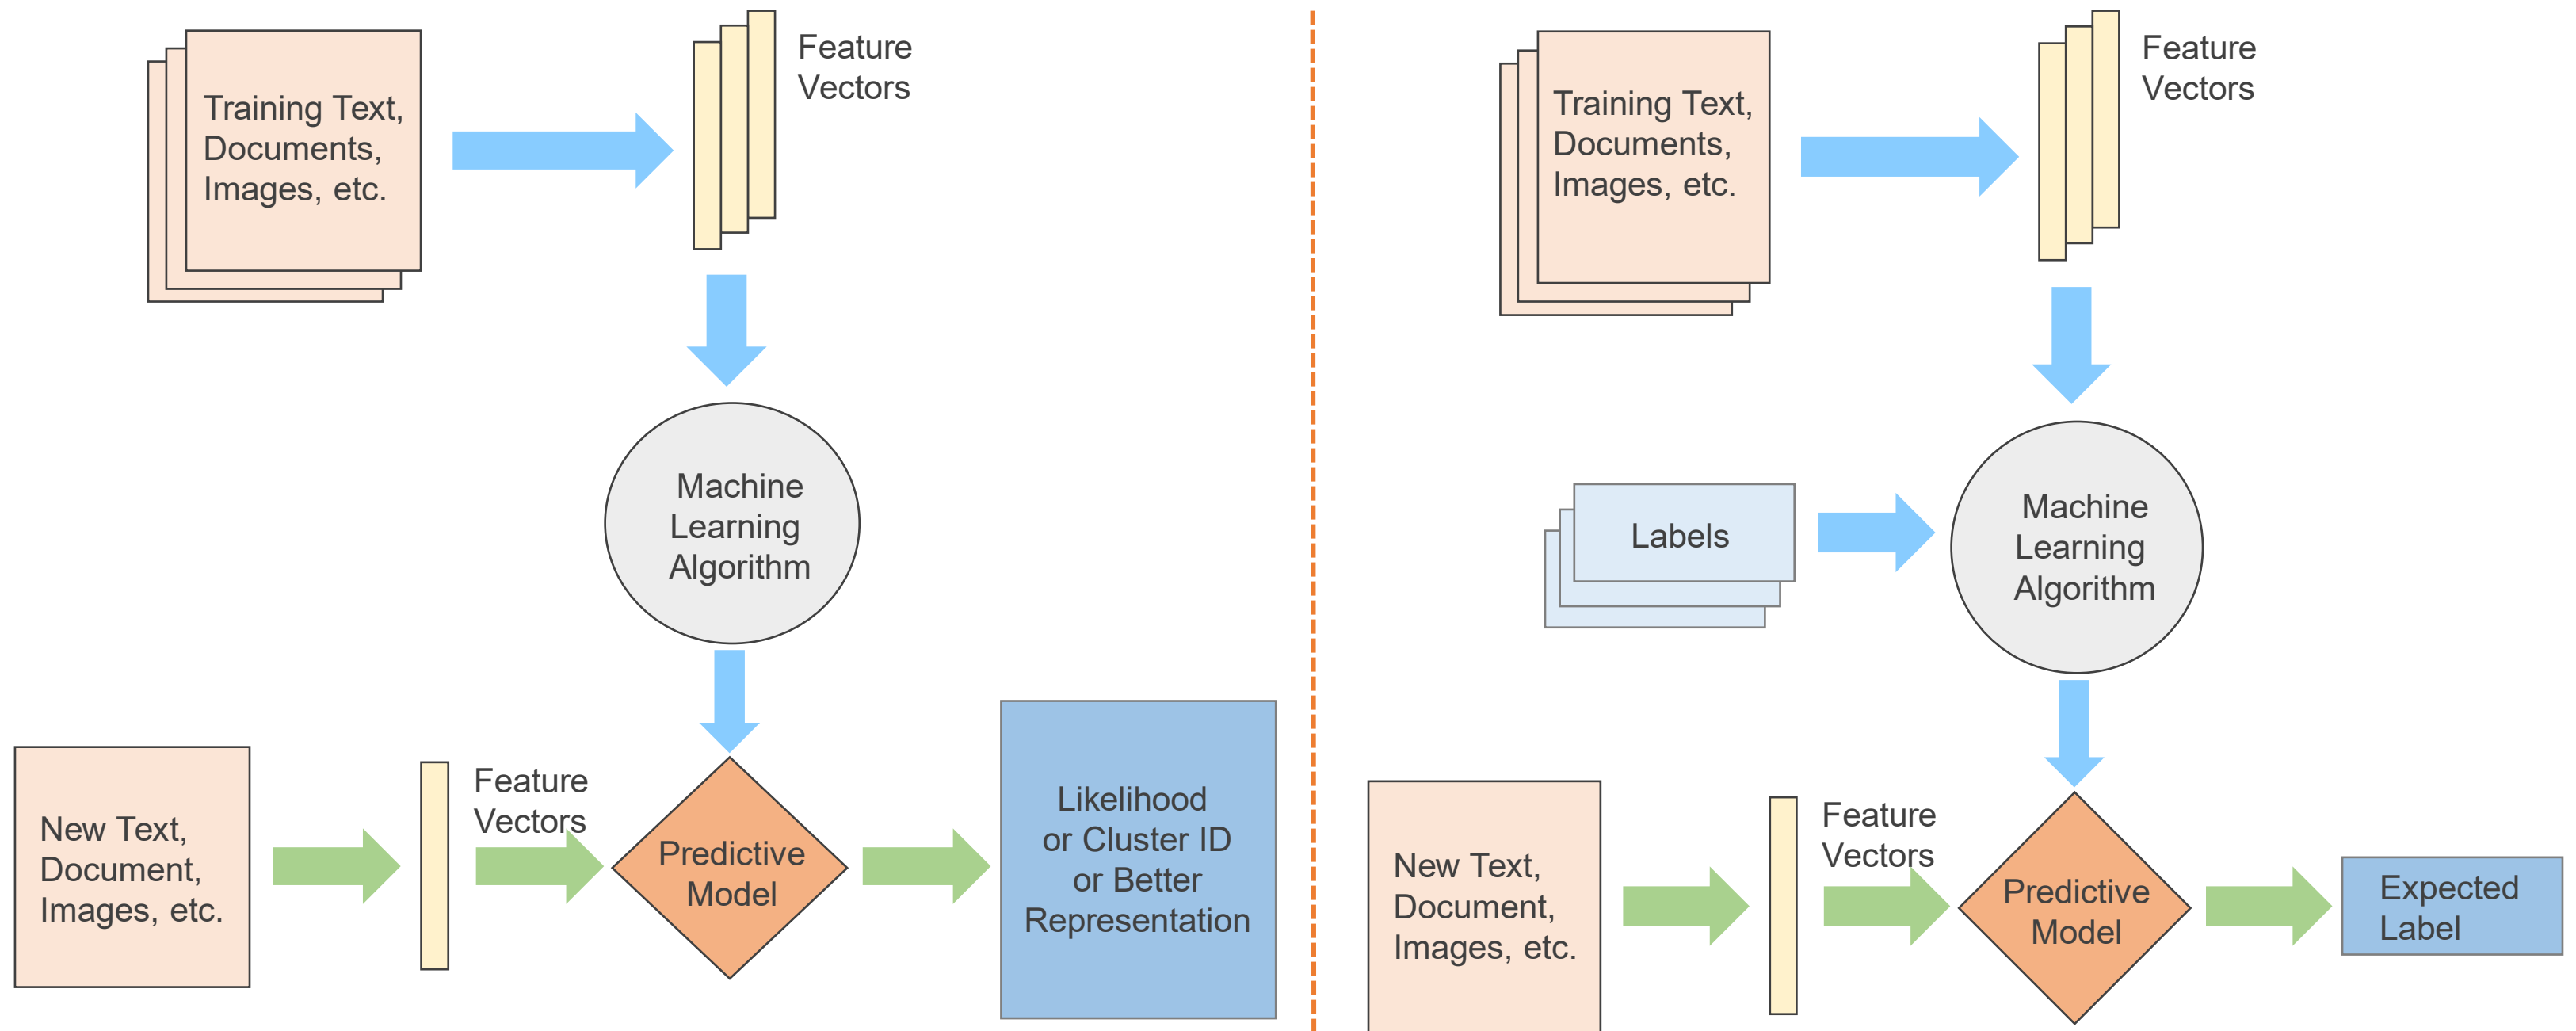 Training Text,
Documents,
Images, etc.
Feature
Vectors
Machine
Learning
Algorithm
New Text,
Document,
Images, etc.
Feature
Vectors
Predictive
Model
Likelihood
or Cluster ID
or Better
Representation
Training Text,
Documents,
Images, etc.
Feature
Vectors
Labels
Machine
Learning
Algorithm
New Text,
Document,
Images, etc.
Feature
Vectors
Predictive
Model
Expected
Label